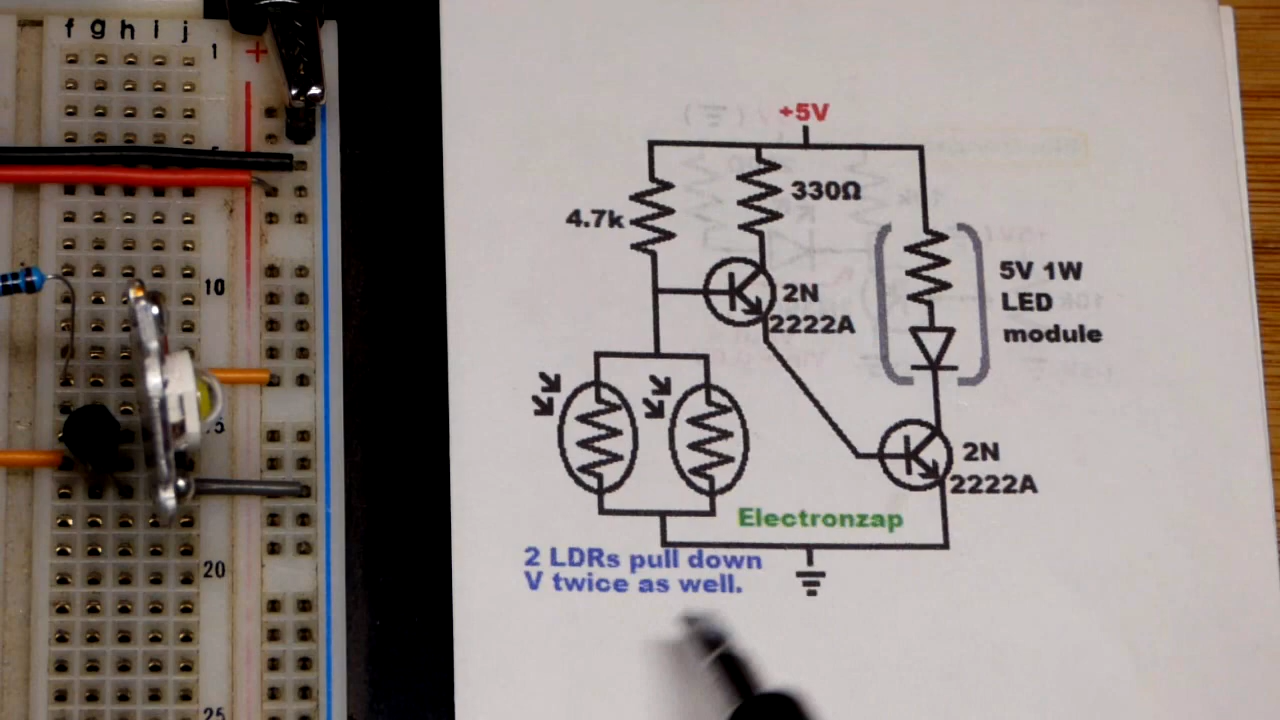 f g h i j
1
+
5
10
15
20
25
+5V
330Ω
4.7k
2N
2222A
5V 1W
LED
module
2N
2222A
Electronzap
2 LDRs pull down
V twice as well.